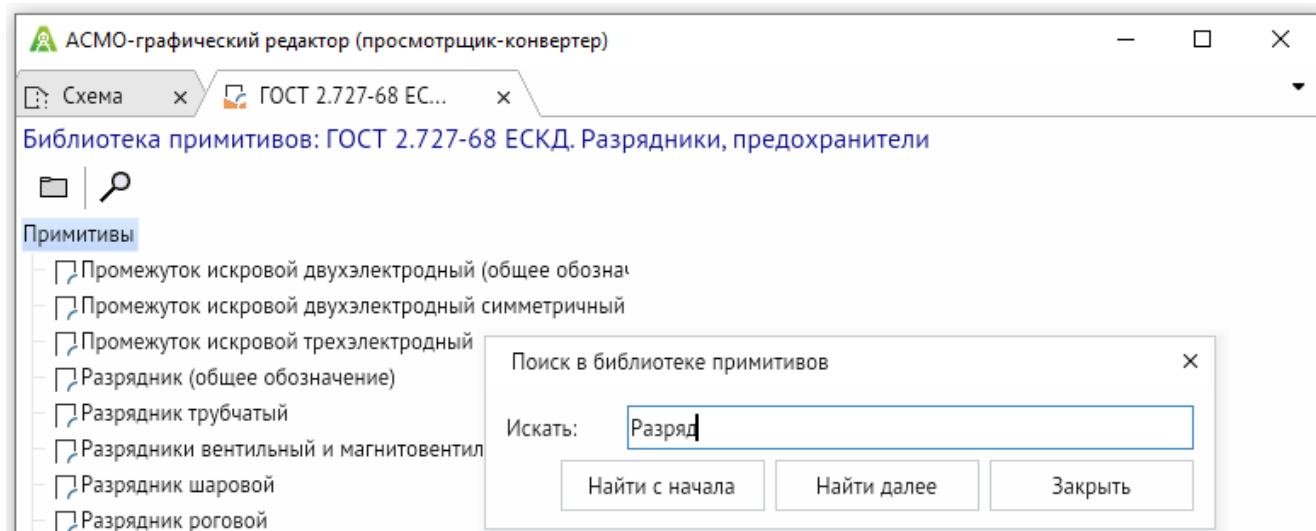 АСМО-графический редактор (просмотрщик-конвертер)
Схема
ГОСТ 2.727-68 ЕС...
Библиотека примитивов: ГОСТ 2.727-68 ЕСКД. Разрядники, предохранители
Примитивы
Промежуток искровой двухэлектродный (общее обознач
Промежуток искровой двухэлектродный симметричный
Промежуток искровой трехэлектродный
Разрядник (общее обозначение)
Разрядник трубчатый
Разрядники вентильный и магнитовентил
Разрядник шаровой
Разрядник роговой
Поиск в библиотеке примитивов
Искать: Разряд
Найти с начала Найти далее Закрыть